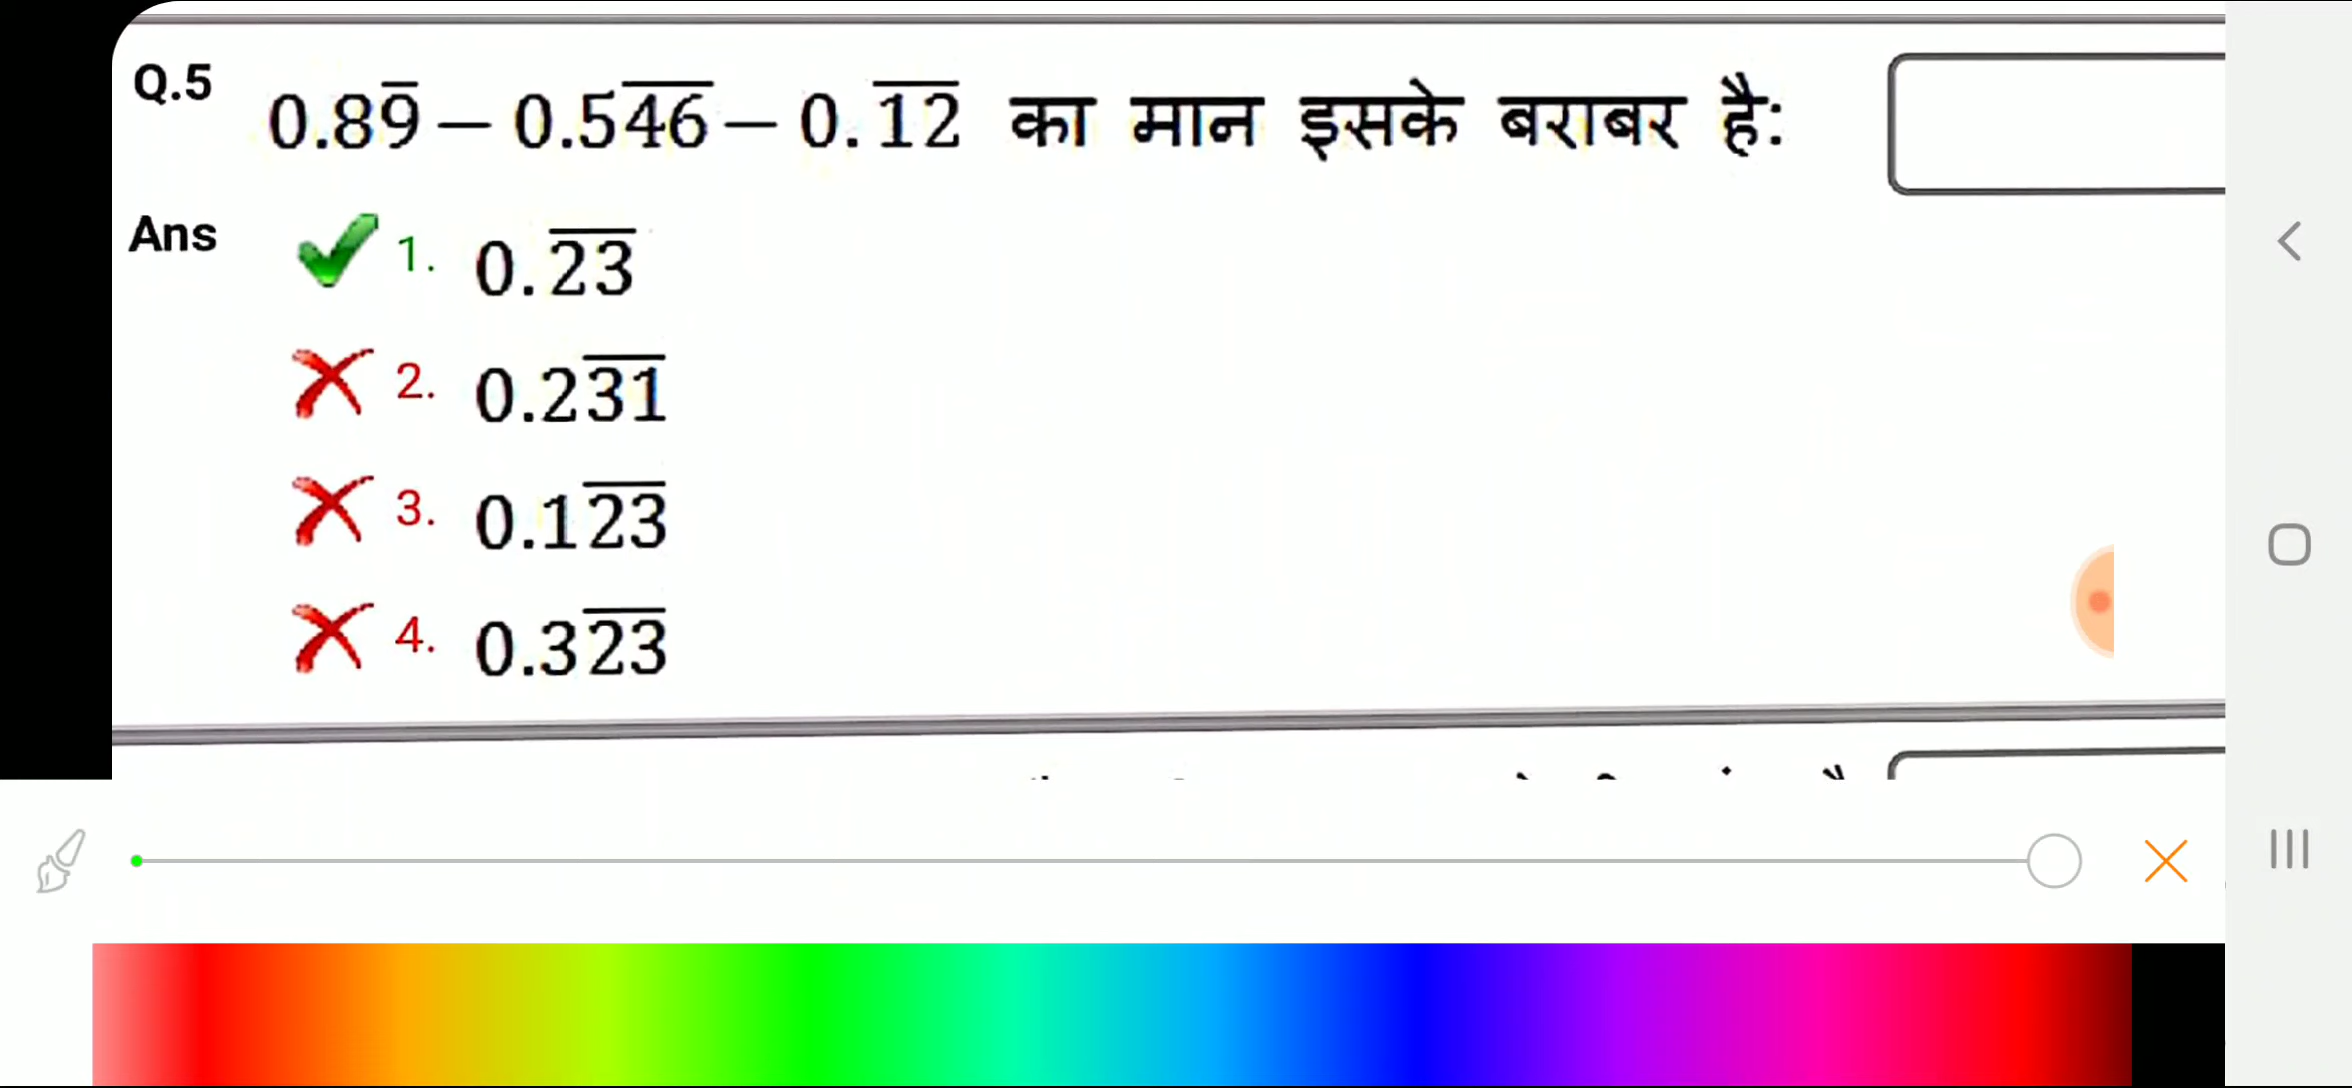 Q.5 0.89̅ – 0.54̅6̅ – 0.1̅2̅ का मान इसके बराबर है:
Ans 1. 0.2̅3̅
2. 0.23̅1̅
3. 0.12̅3̅
4. 0.32̅3̅